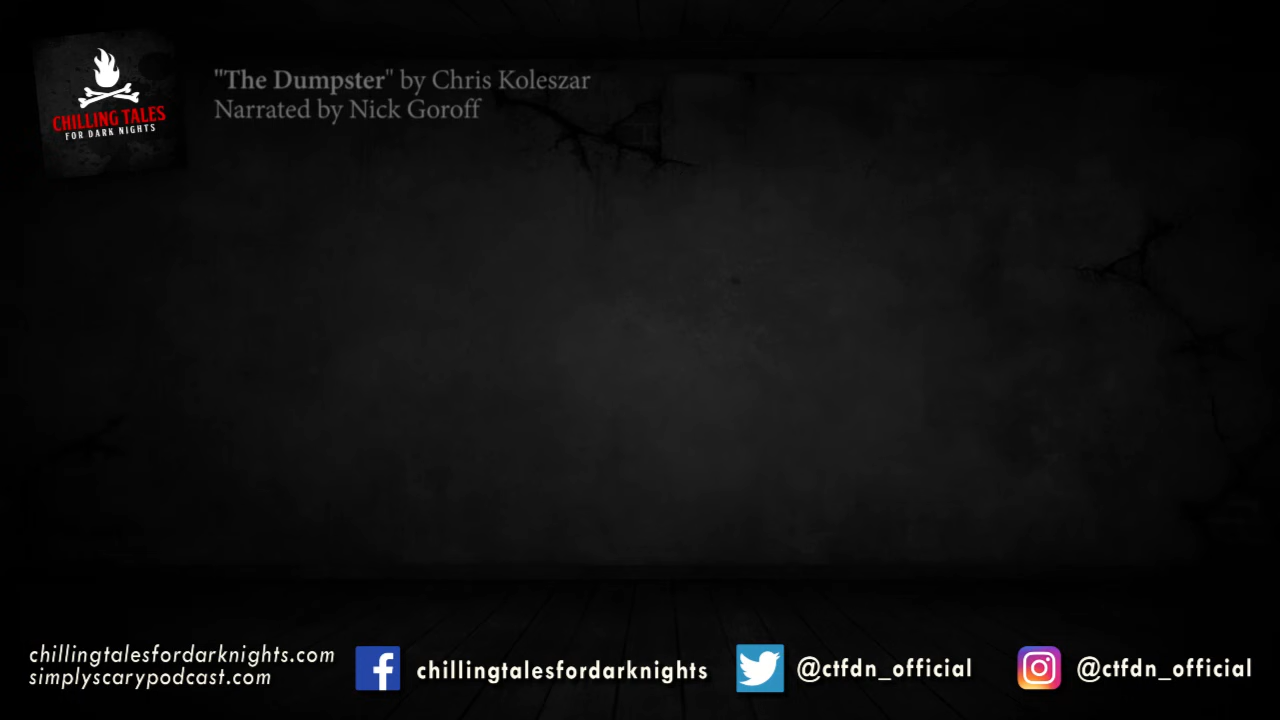 CHILLING TALES
FOR DARK NIGHTS
"The Dumpster" by Chris Koleszar
Narrated by Nick Goroff
chillingtalesfordarknights.com
simplyscarypodcast.com
chillingtalesfordarknights
@ctfdn_official
@ctfdn_official